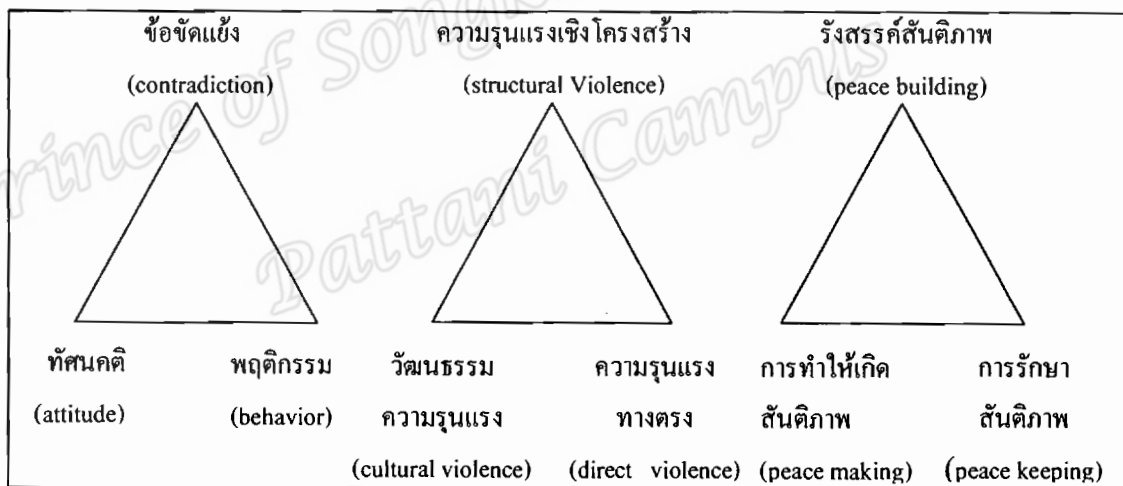 ข้อขัดแย้ง ความรุนแรงเชิงโครงสร้าง รังสรรค์สันติภาพ
(contradiction) (structural Violence) (peace building)
Prince of Songkla
Pattani Campus
ทัศนคติ พฤติกรรม วัฒนธรรม ความรุนแรง การทำให้เกิด การรักษา
(attitude) (behavior) ความรุนแรง ทางตรง สันติภาพ สันติภาพ
(cultural violence) (direct violence) (peace making) (peace keeping)